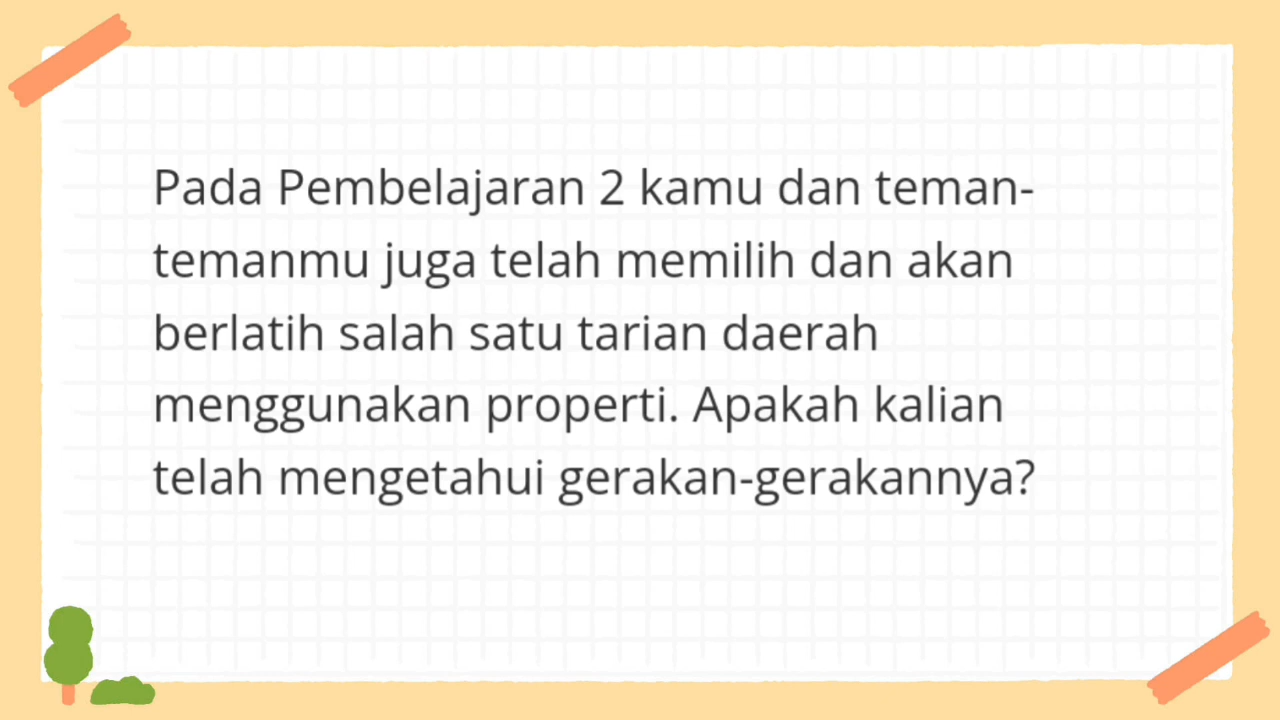 Pada Pembelajaran 2 kamu dan teman-
temanmu juga telah memilih dan akan
berlatih salah satu tarian daerah
menggunakan properti. Apakah kalian
telah mengetahui gerakan-gerakannya?